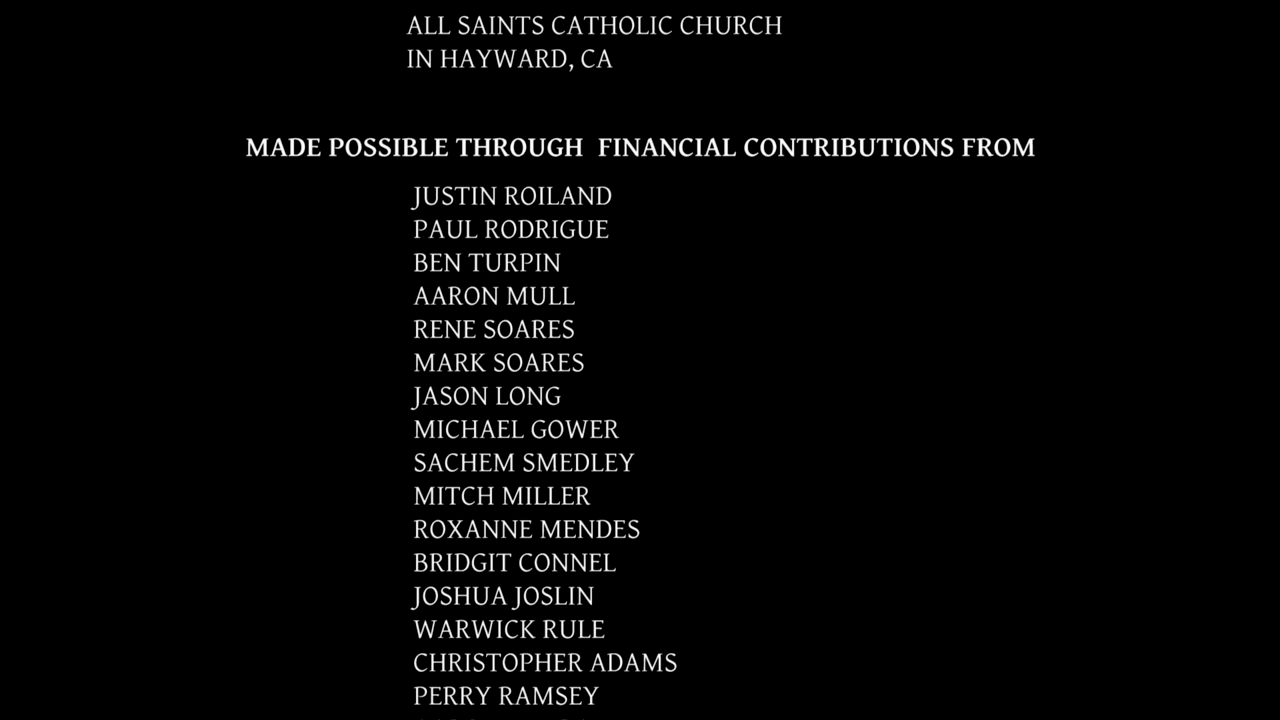 ALL SAINTS CATHOLIC CHURCH
IN HAYWARD, CA
MADE POSSIBLE THROUGH FINANCIAL CONTRIBUTIONS FROM
JUSTIN ROILAND
PAUL RODRIGUE
BEN TURPIN
AARON MULL
RENE SOARES
MARK SOARES
JASON LONG
MICHAEL GOWER
SACHEM SMEDLEY
MITCH MILLER
ROXANNE MENDES
BRIDGIT CONNEL
JOSHUA JOSLIN
WARWICK RULE
CHRISTOPHER ADAMS
PERRY RAMSEY